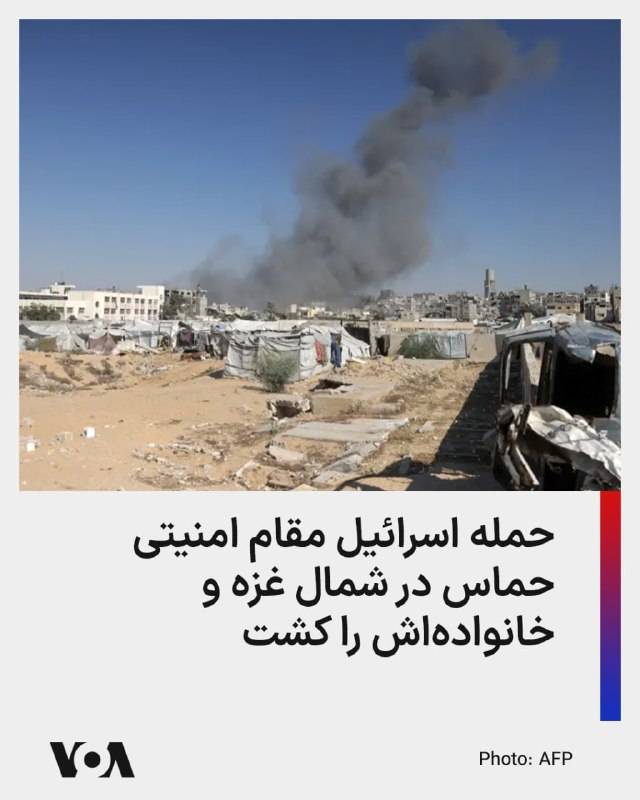 حمله اسرائیل مقام امنیتی
حماس در شمال غزه و
خانواده‌اش را کشت
VOA
Photo: AFP